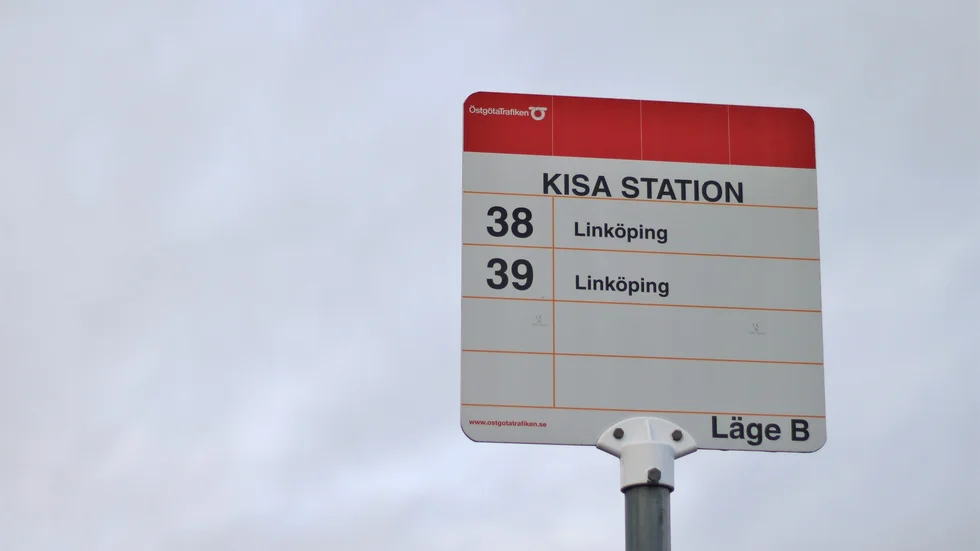 ÖstgötaTrafiken
KISA STATION
38 Linköping
39 Linköping
www.ostgotatrafiken.se
Läge B